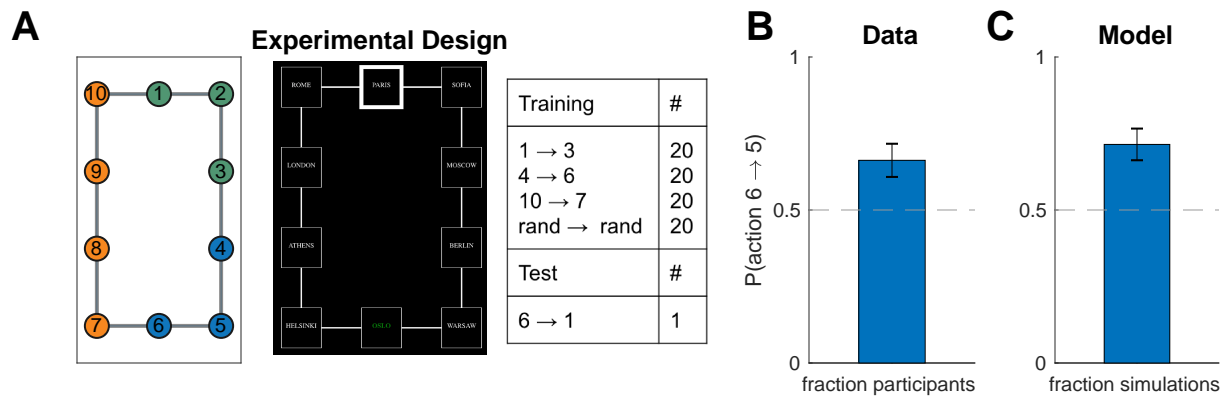 A
Experimental Design
10
1
2
9
3
8
4
7
6
5
ROME
PARIS
SOFIA
LONDON
MOSCOW
ATHENS
BERLIN
HELSINKI
OSLO
WARSAW
Training #
1 → 3 20
4 → 6 20
10 → 7 20
rand → rand 20
Test #
6 → 1 1
B
Data
P(action 6 → 5)
1
0.5
0
fraction participants
C
Model
1
0.5
0
fraction simulations